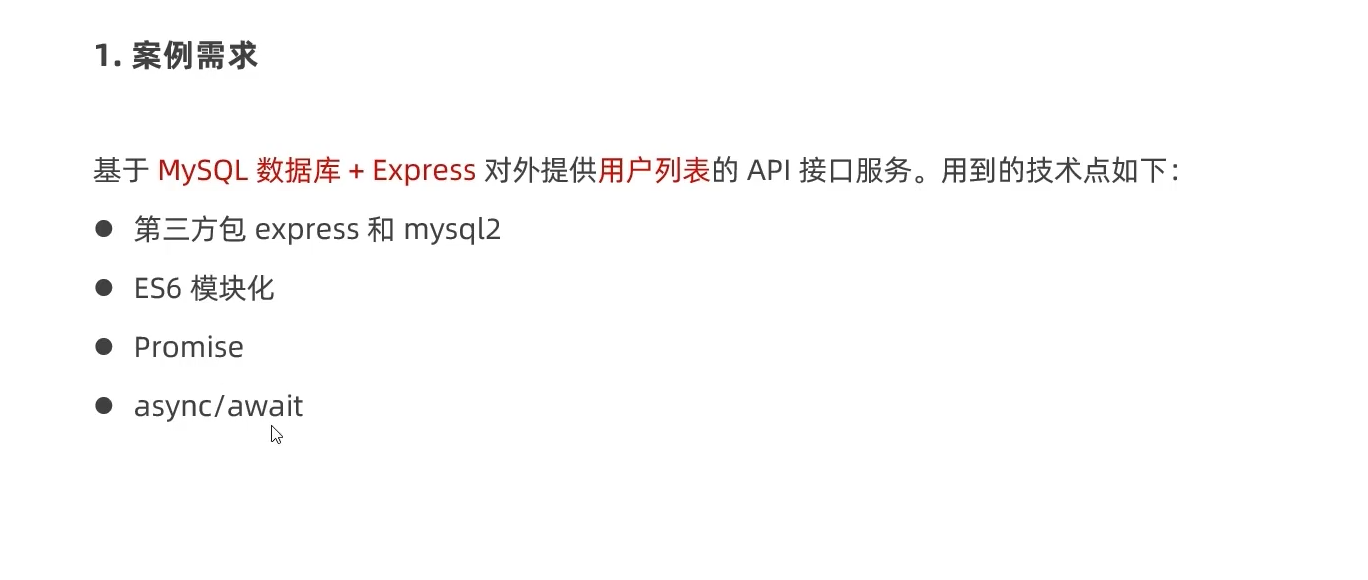 1. 案例需求
基于 MySQL 数据库 + Express 对外提供用户列表的 API 接口服务。用到的技术点如下：
● 第三方包 express 和 mysql2
● ES6 模块化
● Promise
● async/await